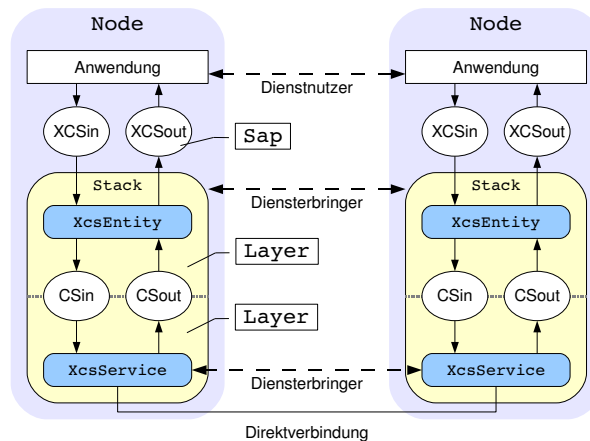 Node
Node
Anwendung
Anwendung
Dienstnutzer
XCSin
XCSout
XCSin
XCSout
Sap
Stack
Stack
Diensterbringer
XcsEntity
XcsEntity
Layer
CSin
CSout
CSin
CSout
Layer
XcsService
XcsService
Diensterbringer
Direktverbindung